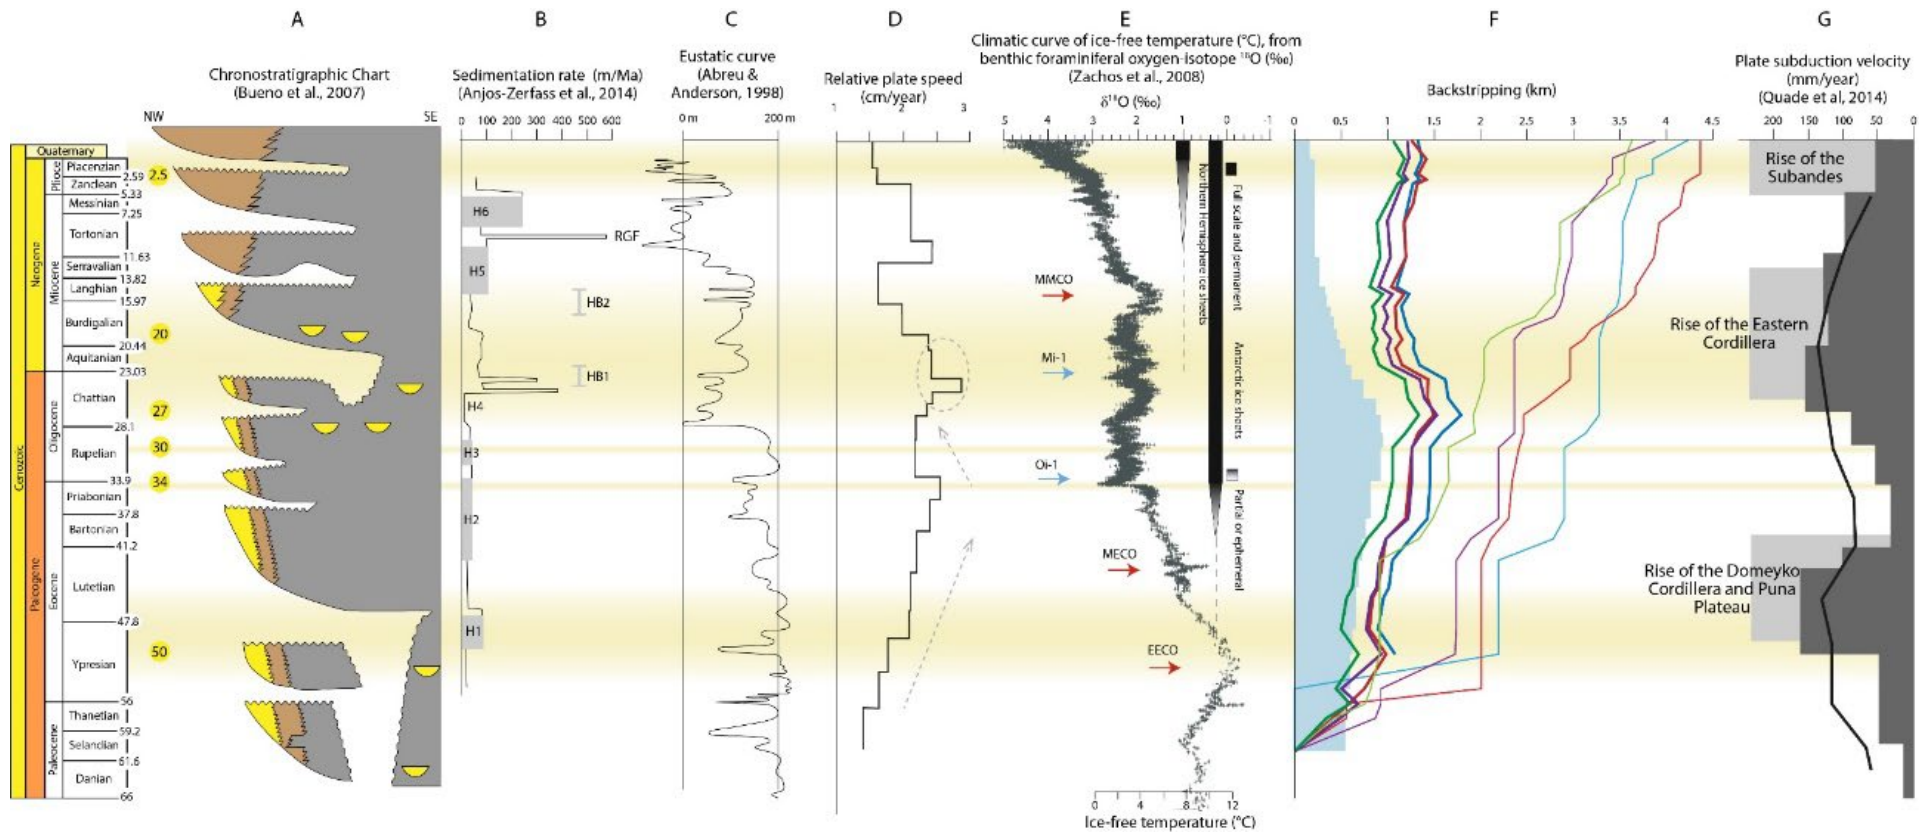 A
B
C
D
E
F
G
Chronostratigraphic Chart
(Bueno et al., 2007)
NW
SE
Sedimentation rate (m/Ma)
(Anjos-Zerfass et al., 2014)
0 100 200 300 400 500 600
Eustatic curve
(Abreu &
Anderson, 1998)
0 m
200 m
Relative plate speed
(cm/year)
1 2 3
Climatic curve of ice-free temperature (°C), from
benthic foraminiferal oxygen-isotope ¹⁸O (‰)
(Zachos et al., 2008)
δ¹⁸O (‰)
5 4 3 2 1 0 -1
Backstripping (km)
0 0,5 1 1.5 2 2.5 3 3.5 4 4.5
Plate subduction velocity
(mm/year)
(Quade et al, 2014)
200 150 100 50 0
Cenozoic
Neogene
Paleogene
Pliocene
Miocene
Oligocene
Eocene
Paleocene
Quaternary
Piacenzian
2.59
Zanclean
5.33
Messinian
7.25
Tortonian
11.63
Serravalian
13.82
Langhian
15.97
Burdigalian
20.44
Aquitanian
23.03
Chattian
28.1
Rupelian
33.9
Priabonian
37.8
Bartonian
41.2
Lutetian
47.8
Ypresian
56
Thanetian
59.2
Selandian
61.6
Danian
66
2.5
20
27
30
34
50
H6
RGF
H5
HB2
HB1
H4
H3
H2
H1
MMCO
Mi-1
Oi-1
MECO
EECO
Northern Hemisphere ice sheets
Full scale and permanent
Antarctic ice sheets
Partial or ephemeral
0 4 8 12
Ice-free temperature (°C)
Rise of the
Subandes
Rise of the Eastern
Cordillera
Rise of the Domeyko
Cordillera and Puna
Plateau